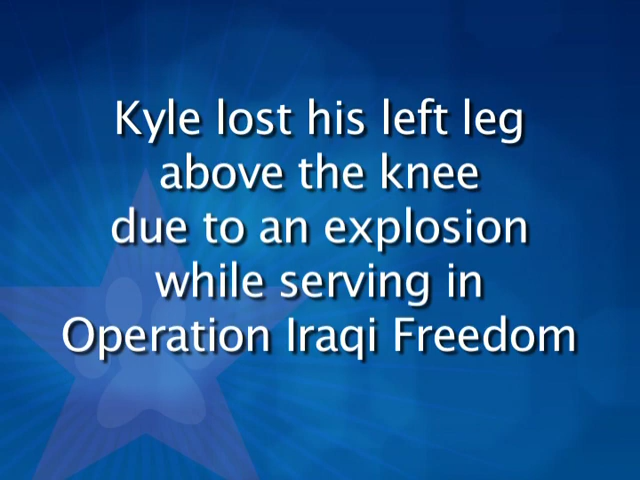 Kyle lost his left leg
above the knee
due to an explosion
while serving in
Operation Iraqi Freedom